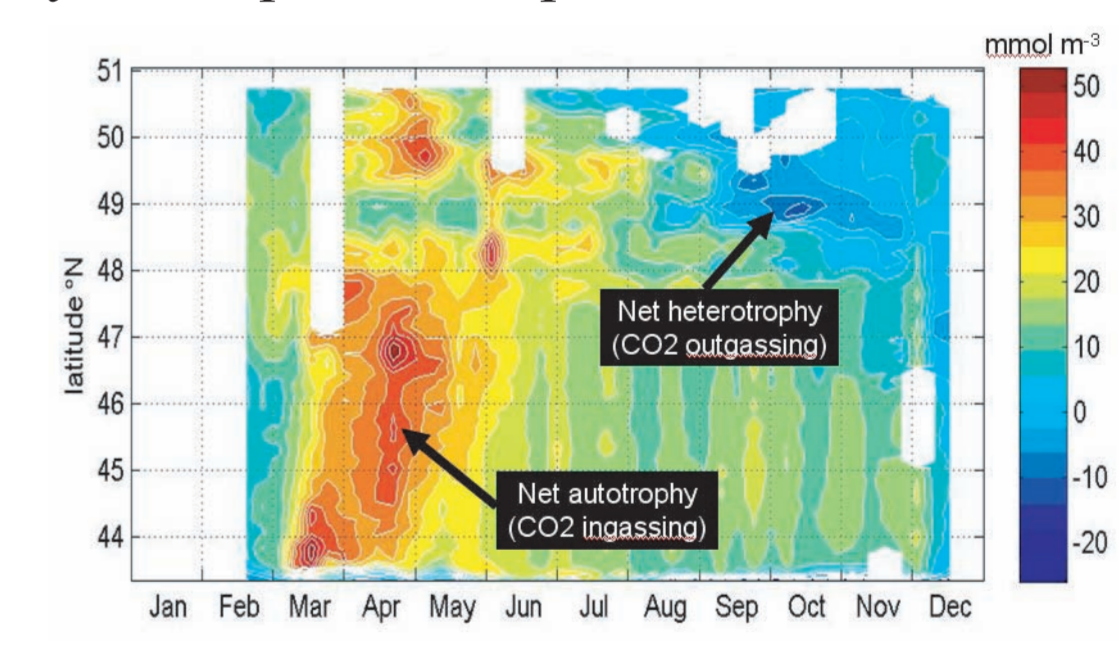 mmol m-3
51
50
49
48
47
46
45
44
latitude °N
Jan Feb Mar Apr May Jun Jul Aug Sep Oct Nov Dec
Net heterotrophy
(CO2 outgassing)
Net autotrophy
(CO2 ingassing)
50
40
30
20
10
0
-10
-20